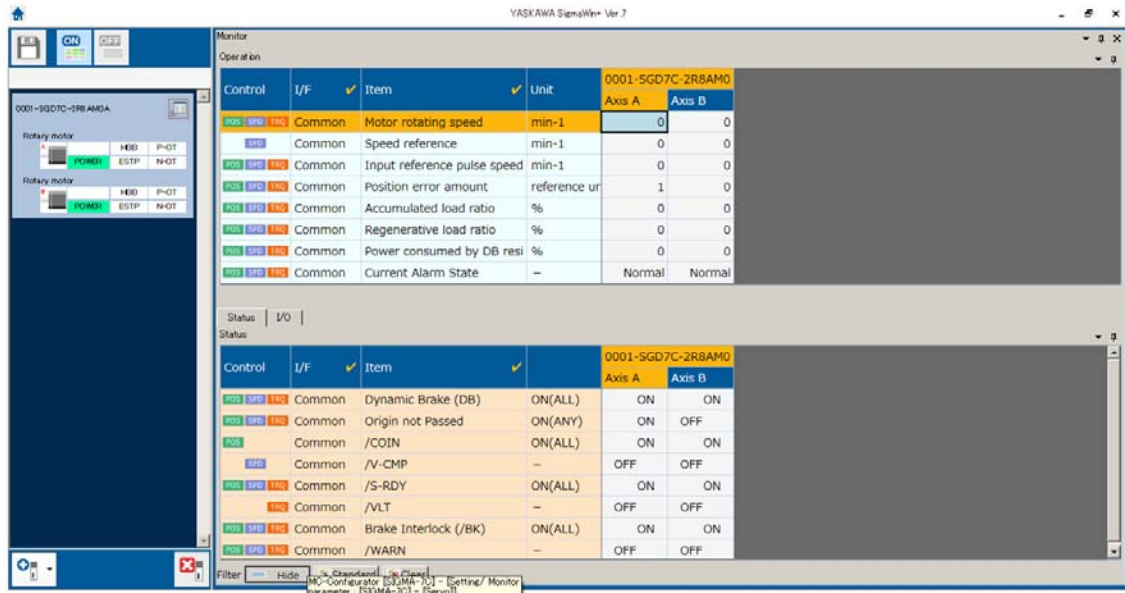 YASKAWA SigmaWin+ Ver.7
ON OFF
0001-SGD7C-2R8AM0A
Rotary motor
A HBB P-OT
POWER ESTP N-OT
Rotary motor
B HBB P-OT
POWER ESTP N-OT
Monitor
Operation
Control I/F Item Unit 0001-SGD7C-2R8AM0
Axis A Axis B
POS SPD TRQ Common Motor rotating speed min-1 0 0
SPD Common Speed reference min-1 0 0
POS SPD TRQ Common Input reference pulse speed min-1 0 0
POS SPD TRQ Common Position error amount reference ur 1 0
POS SPD TRQ Common Accumulated load ratio % 0 0
POS SPD TRQ Common Regenerative load ratio % 0 0
POS SPD TRQ Common Power consumed by DB resi % 0 0
POS SPD TRQ Common Current Alarm State – Normal Normal
Status I/O
Status
Control I/F Item 0001-SGD7C-2R8AM0
Axis A Axis B
POS SPD TRQ Common Dynamic Brake (DB) ON(ALL) ON ON
POS SPD TRQ Common Origin not Passed ON(ANY) ON OFF
POS Common /COIN ON(ALL) ON ON
SPD Common /V-CMP – OFF OFF
POS SPD TRQ Common /S-RDY ON(ALL) ON ON
TRQ Common /VLT – OFF OFF
POS SPD TRQ Common Brake Interlock (/BK) ON(ALL) ON ON
POS SPD TRQ Common /WARN – OFF OFF
Filter Hide Standard Clear
MC-Configurator [SIGMA-7C] - [Setting/ Monitor
parameter : [SIGMA-7C] - [Servo]]